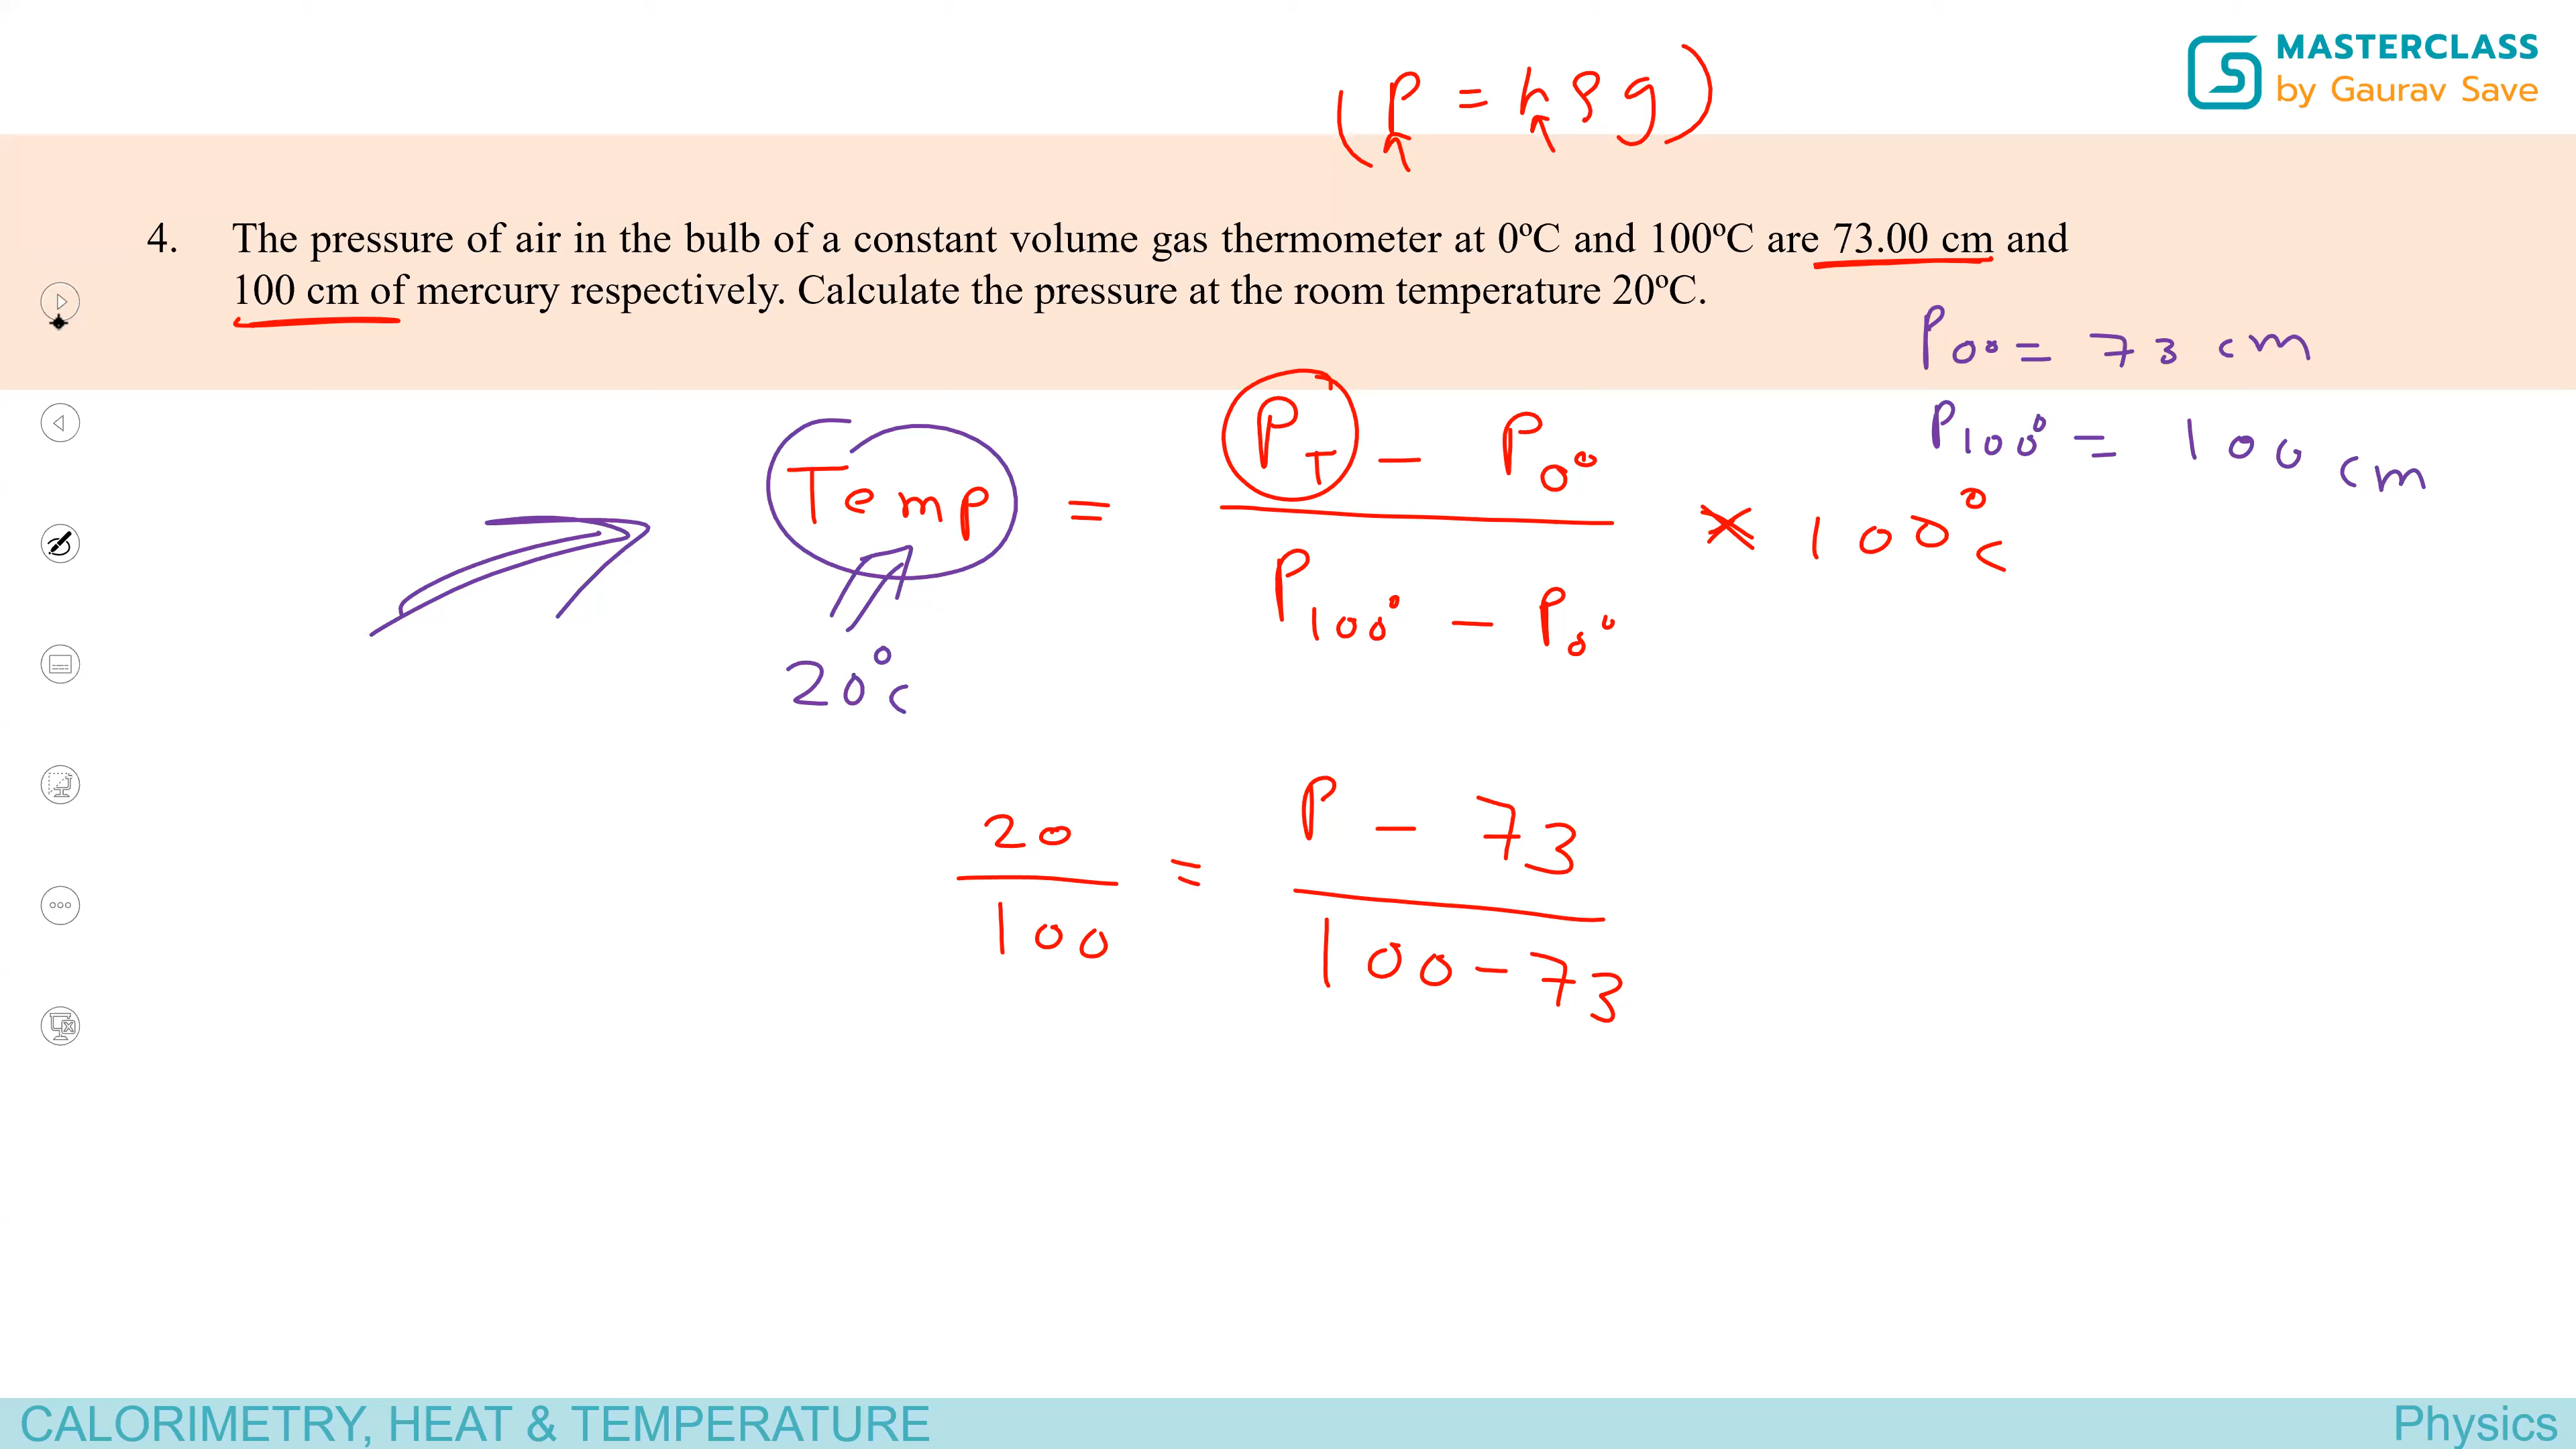 (P = hρg)
MASTERCLASS
by Gaurav Save
4. The pressure of air in the bulb of a constant volume gas thermometer at 0ºC and 100ºC are 73.00 cm and
100 cm of mercury respectively. Calculate the pressure at the room temperature 20ºC.
P0° = 73 cm
P100° = 100 cm
Temp = PT - P0°
P100° - P0°
× 100°C
20°C
20 = P - 73
100
100-73
CALORIMETRY, HEAT & TEMPERATURE
Physics